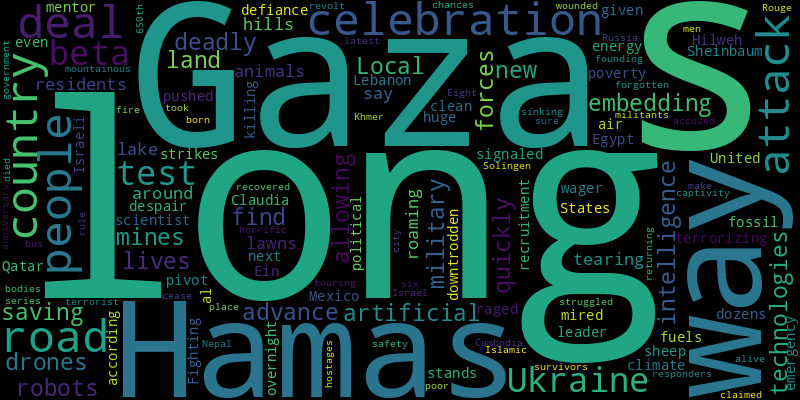 mentor
deal
even
mountainous
government
beta
residents
country
people
Israeli
died
anniversary
rule
bus
Qatar
bodies
series
terrorist
saving
road
drones
robots
according
650th
deadly
land
pushed
took
born
fire
test
strikes
lake
around
despair
scientist
mines
lives
pivot
al
cease
place
advance
Fighting
Nepal
overnight
Gaza
defiance
hills
animals
killing
long
recovered
Claudia
horrific
find
lawns
next
Ein
touring
Mexico
Hamas
artificial
hostages
safety
poor
stands
celebration
revolt
latest
Local
Lebanon
say
Khmer
allowing
political
city
six
Israel
roaming
military
downtrodden
recruitment
quickly
raged
Cambodia
Islamic
survivors
Ukraine
chances
wounded
given
Russia
energy
founding
poverty
forces
new
clean
huge
sinking
sure
Eight
signaled
Solingen
embedding
air
Egypt
S
wager
States
tearing
returning
struggled
mired
leader
fuels
sheep
climate
responders
intelligence
captivity
men
Rouge
Hilweh
Sheinbaum
forgotten
militants
accused
United
attack
way
make
fossil
terrorizing
technologies
dozens
alive
emergency
claimed